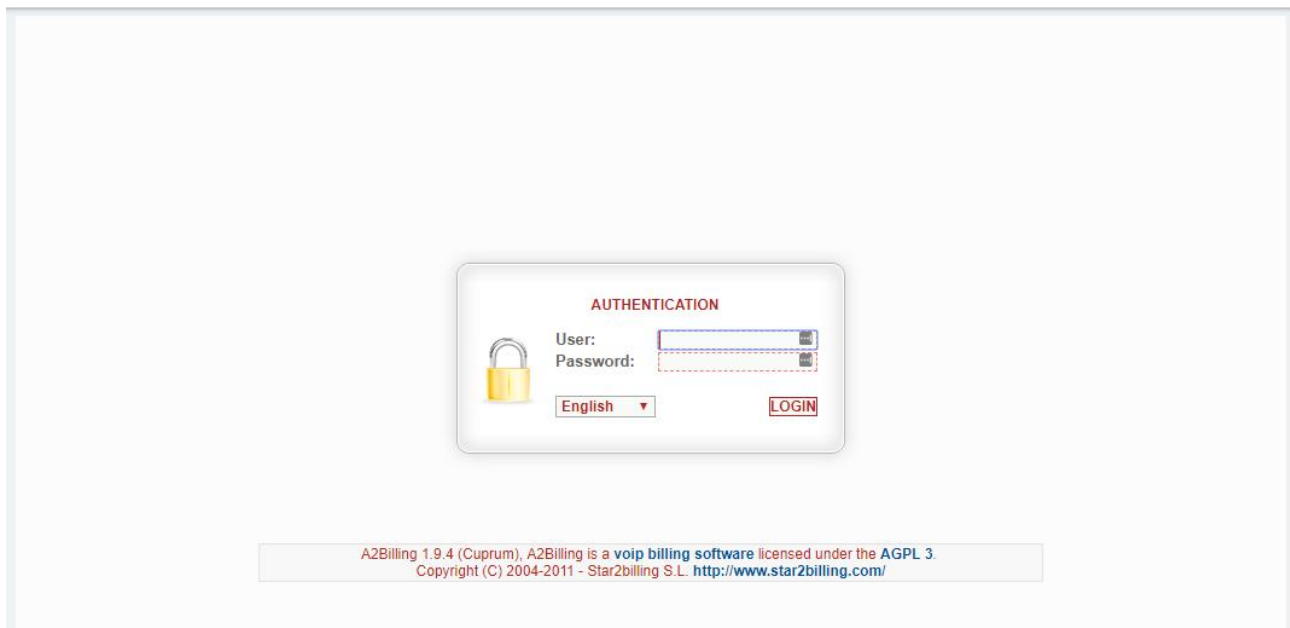 AUTHENTICATION
User:
Password:
English
LOGIN
A2Billing 1.9.4 (Cuprum), A2Billing is a voip billing software licensed under the AGPL 3.
Copyright (C) 2004-2011 - Star2billing S.L. http://www.star2billing.com/